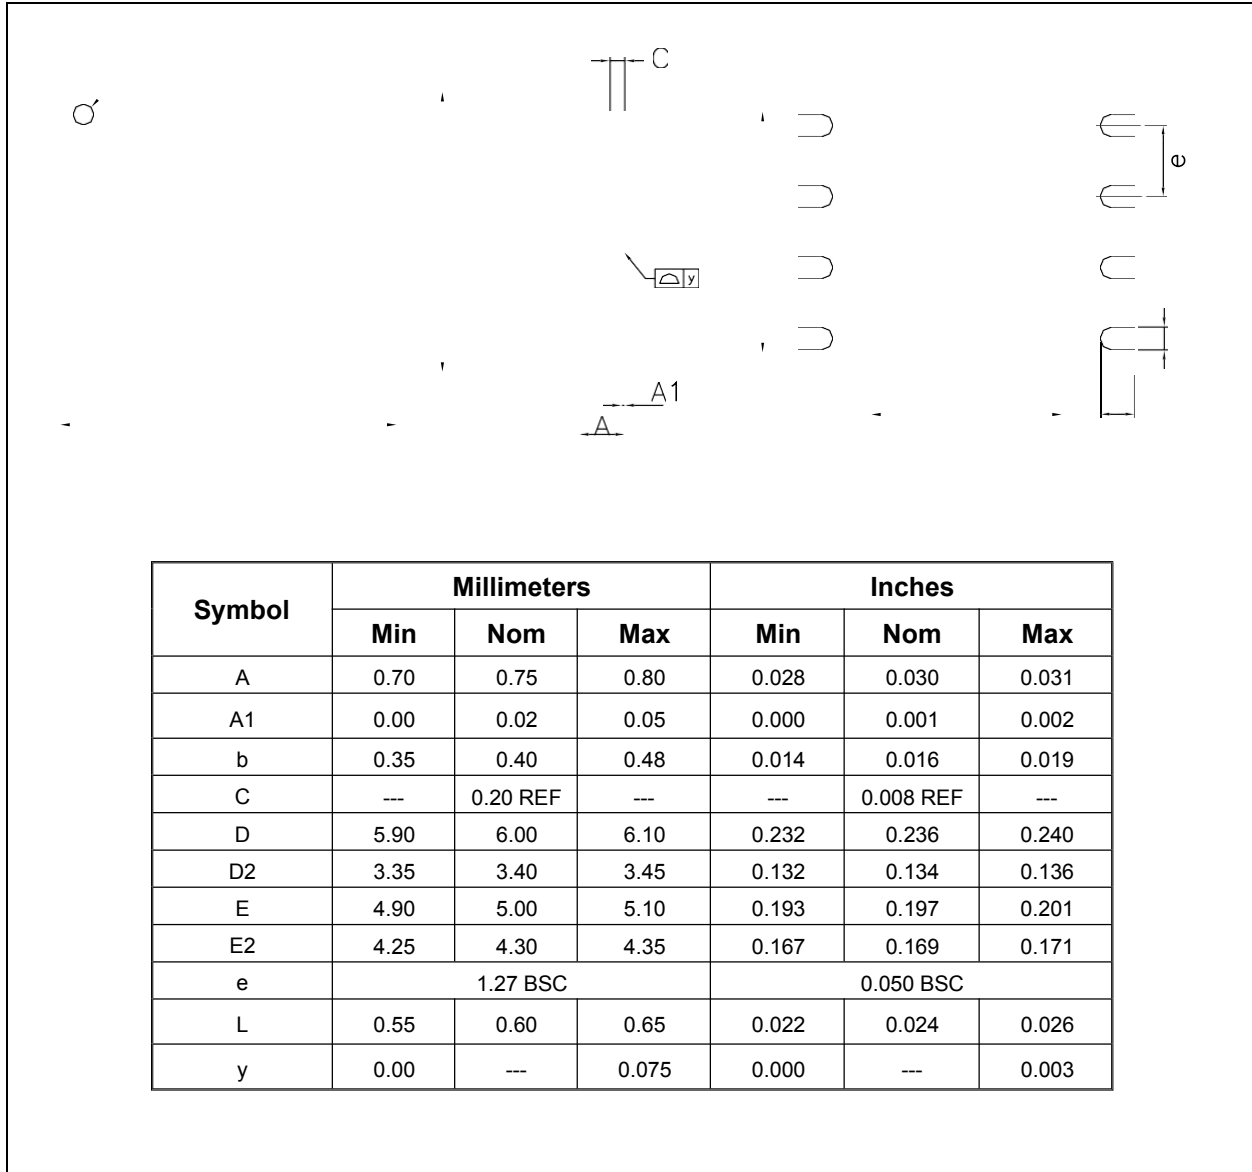 C
e
y
A1
A
Symbol Millimeters Inches
Min Nom Max Min Nom Max
A 0.70 0.75 0.80 0.028 0.030 0.031
A1 0.00 0.02 0.05 0.000 0.001 0.002
b 0.35 0.40 0.48 0.014 0.016 0.019
C --- 0.20 REF --- --- 0.008 REF ---
D 5.90 6.00 6.10 0.232 0.236 0.240
D2 3.35 3.40 3.45 0.132 0.134 0.136
E 4.90 5.00 5.10 0.193 0.197 0.201
E2 4.25 4.30 4.35 0.167 0.169 0.171
e 1.27 BSC 0.050 BSC
L 0.55 0.60 0.65 0.022 0.024 0.026
y 0.00 --- 0.075 0.000 --- 0.003